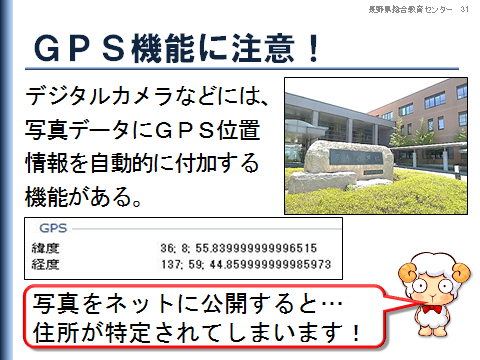 長野県総合教育センター 31
GPS機能に注意！
デジタルカメラなどには、
写真データにGPS位置
情報を自動的に付加する
機能がある。
GPS
緯度 36; 8; 55.839999999996515
経度 137; 59; 44.859999999985973
写真をネットに公開すると…
住所が特定されてしまいます！